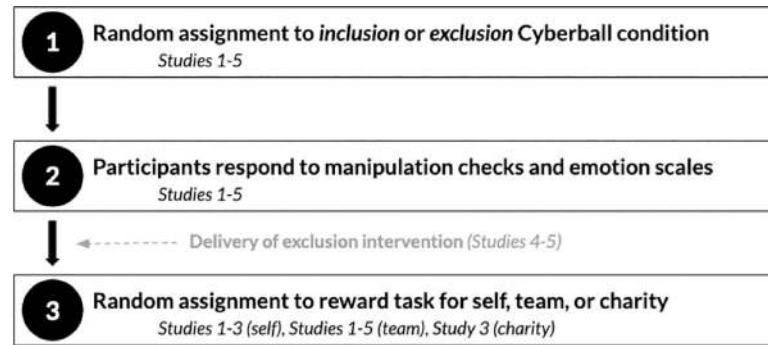 1 Random assignment to inclusion or exclusion Cyberball condition
Studies 1-5
2 Participants respond to manipulation checks and emotion scales
Studies 1-5
Delivery of exclusion intervention (Studies 4-5)
3 Random assignment to reward task for self, team, or charity
Studies 1-3 (self), Studies 1-5 (team), Study 3 (charity)